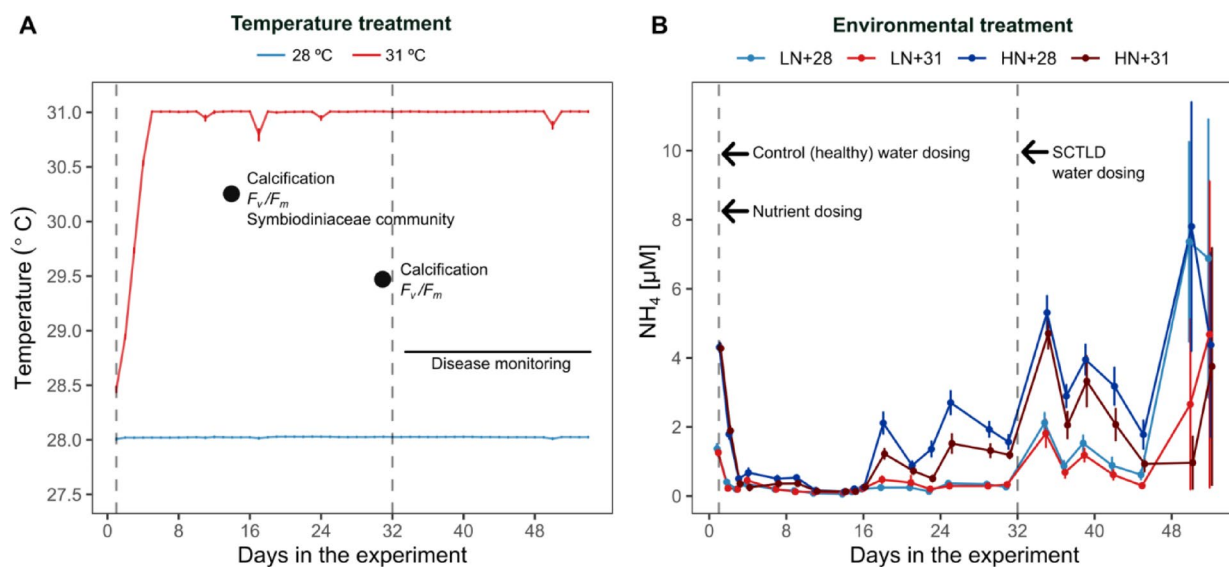 A
Temperature treatment
28 ºC 31 ºC
Temperature (° C)
31.0
30.5
30.0
29.5
29.0
28.5
28.0
27.5
Calcification
Fv/Fm
Symbiodiniaceae community
Calcification
Fv/Fm
Disease monitoring
0 8 16 24 32 40 48
Days in the experiment
B
Environmental treatment
LN+28 LN+31 HN+28 HN+31
NH4 [µM]
10
8
6
4
2
0
Control (healthy) water dosing
Nutrient dosing
SCTLD
water dosing
0 8 16 24 32 40 48
Days in the experiment